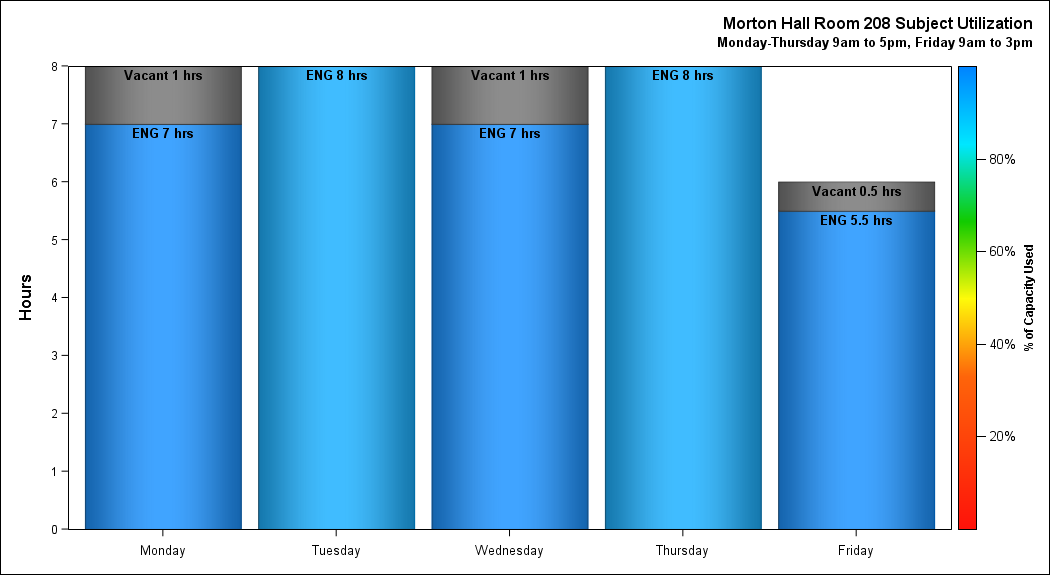 Morton Hall Room 208 Subject Utilization
Monday-Thursday 9am to 5pm, Friday 9am to 3pm
Hours
8
7
6
5
4
3
2
1
0
Vacant 1 hrs
ENG 7 hrs
ENG 8 hrs
Vacant 1 hrs
ENG 7 hrs
ENG 8 hrs
Vacant 0.5 hrs
ENG 5.5 hrs
Monday
Tuesday
Wednesday
Thursday
Friday
80%
60%
40%
20%
% of Capacity Used